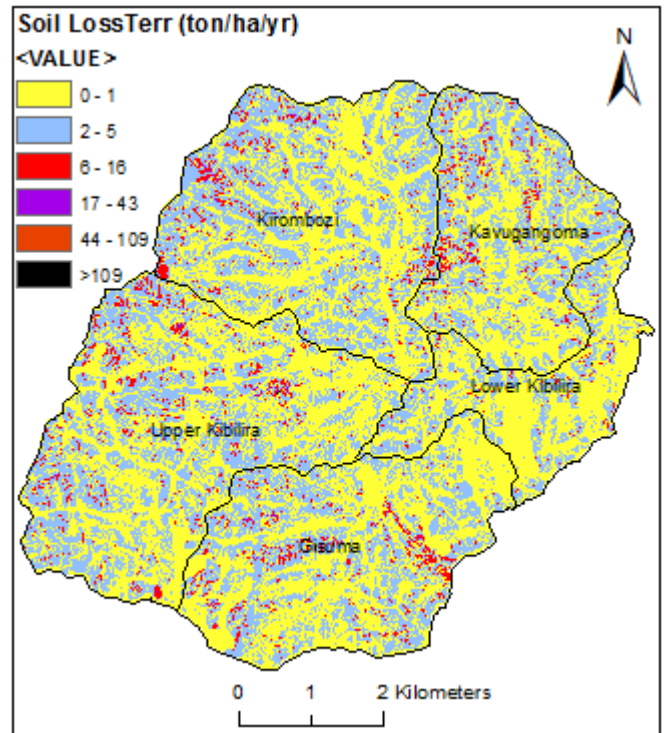 Soil LossTerr (ton/ha/yr)
<VALUE>
0 - 1
2 - 5
6 - 16
17 - 43
44 - 109
>109
N
Kirombozi
Kavugangoma
Lower Kibilira
Upper Kibilira
Gisuma
0 1 2 Kilometers